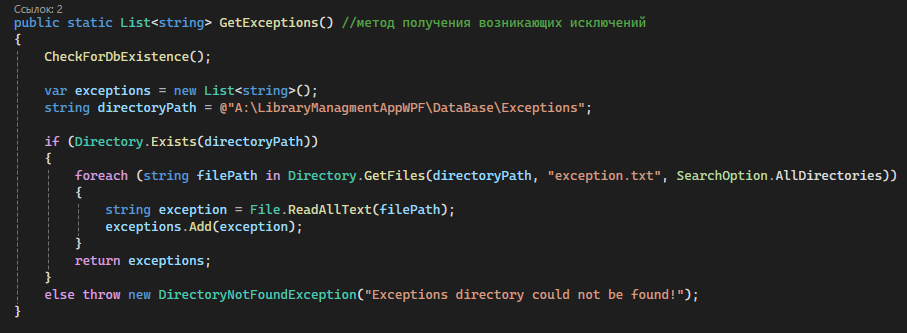 Ссылок: 2
public static List<string> GetExceptions() //метод получения возникающих исключений
{
CheckForDbExistence();
var exceptions = new List<string>();
string directoryPath = @"A:\LibraryManagmentAppWPF\DataBase\Exceptions";
if (Directory.Exists(directoryPath))
{
foreach (string filePath in Directory.GetFiles(directoryPath, "exception.txt", SearchOption.AllDirectories))
{
string exception = File.ReadAllText(filePath);
exceptions.Add(exception);
}
return exceptions;
}
else throw new DirectoryNotFoundException("Exceptions directory could not be found!");
}